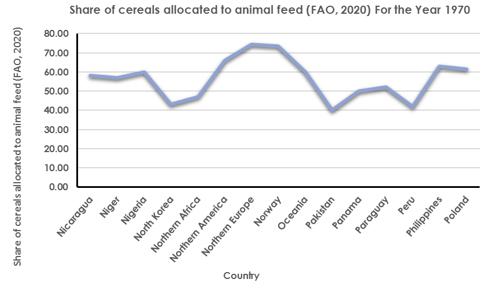 Share of cereals allocated to animal feed (FAO, 2020) For the Year 1970
Share of cereals allocated to animal feed (FAO, 2020)
80.00
70.00
60.00
50.00
40.00
30.00
20.00
10.00
0.00
Nicaragua
Niger
Nigeria
North Korea
Northern Africa
Northern America
Northern Europe
Norway
Oceania
Pakistan
Panama
Paraguay
Peru
Philippines
Poland
Country